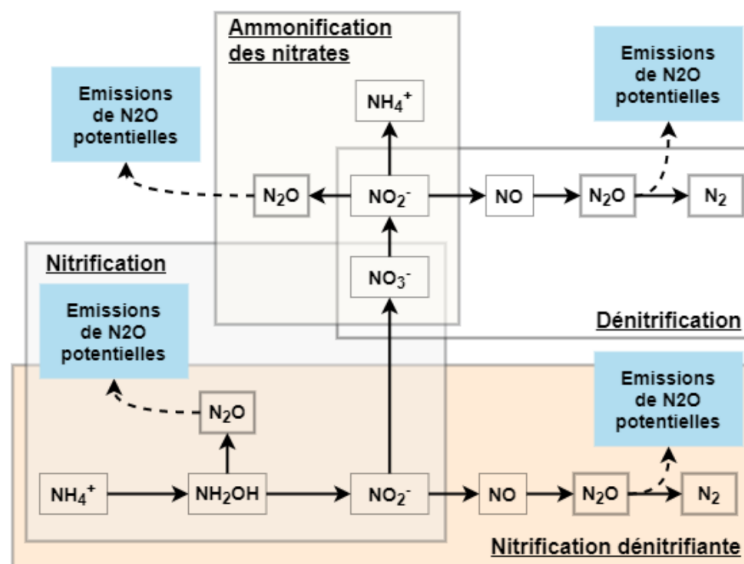 Ammonification
des nitrates
Emissions
de N2O
potentielles
Emissions
de N2O
potentielles
NH₄⁺
N₂O
NO₂⁻
NO
N₂O
N₂
Nitrification
NO₃⁻
Emissions
de N2O
potentielles
Dénitrification
Emissions
de N2O
potentielles
N₂O
NH₄⁺
NH₂OH
NO₂⁻
NO
N₂O
N₂
Nitrification dénitrifiante